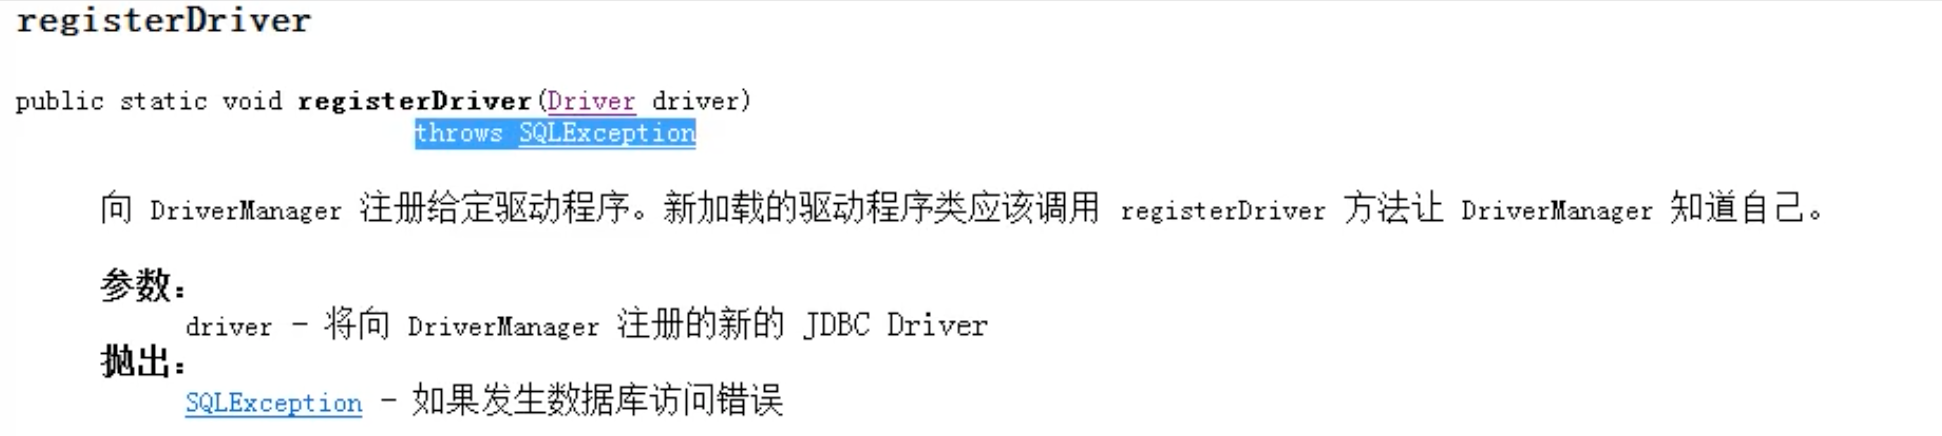 registerDriver
public static void registerDriver(Driver driver)
throws SQLException
向 DriverManager 注册给定驱动程序。新加载的驱动程序类应该调用 registerDriver 方法让 DriverManager 知道自己。
参数：
driver - 将向 DriverManager 注册的新的 JDBC Driver
抛出：
SQLException - 如果发生数据库访问错误